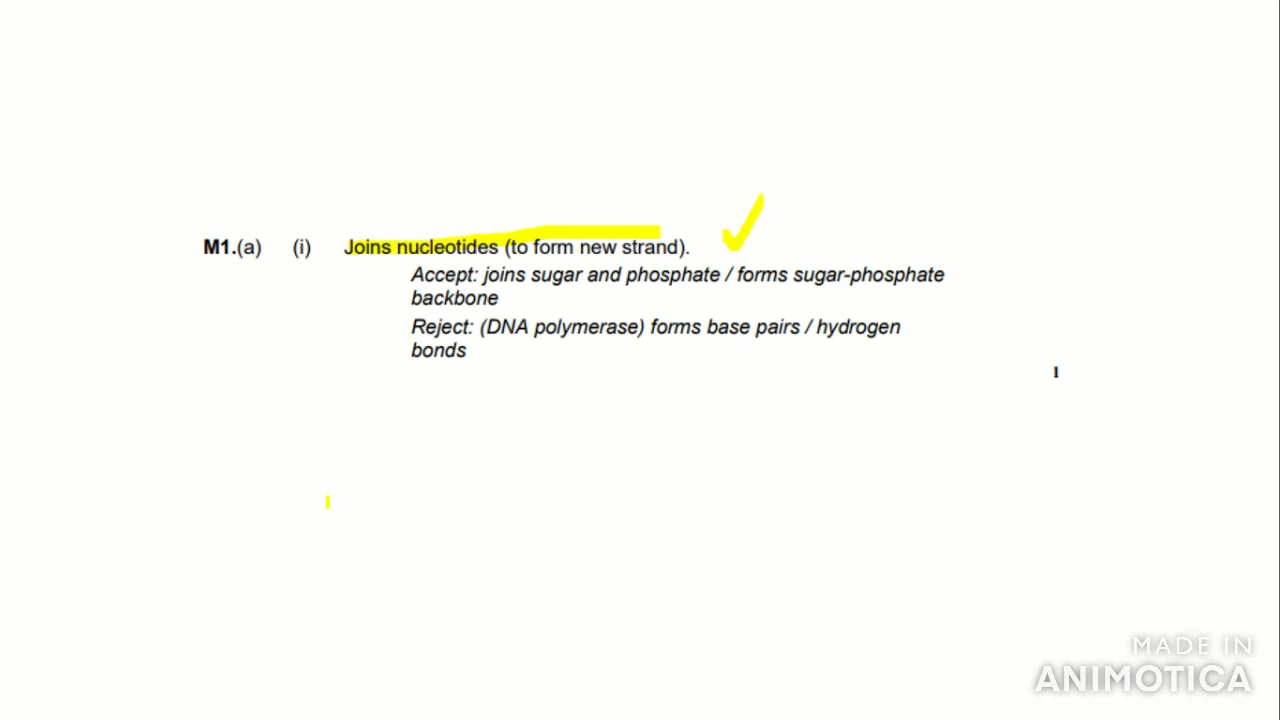 M1.(a) (i) Joins nucleotides (to form new strand).
Accept: joins sugar and phosphate / forms sugar-phosphate
backbone
Reject: (DNA polymerase) forms base pairs / hydrogen
bonds
1
MADE IN
ANIMOTICA